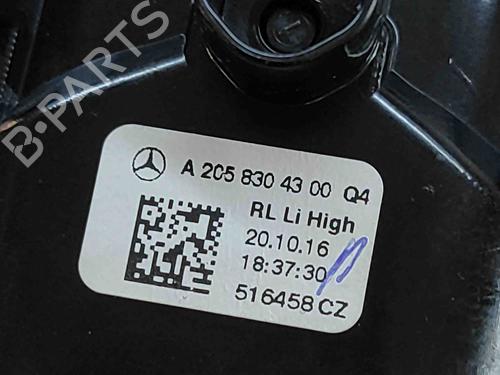 B-PARTS
A 205 830 43 00 Q4
RL Li High
20.10.16
18:37:30
516458 CZ